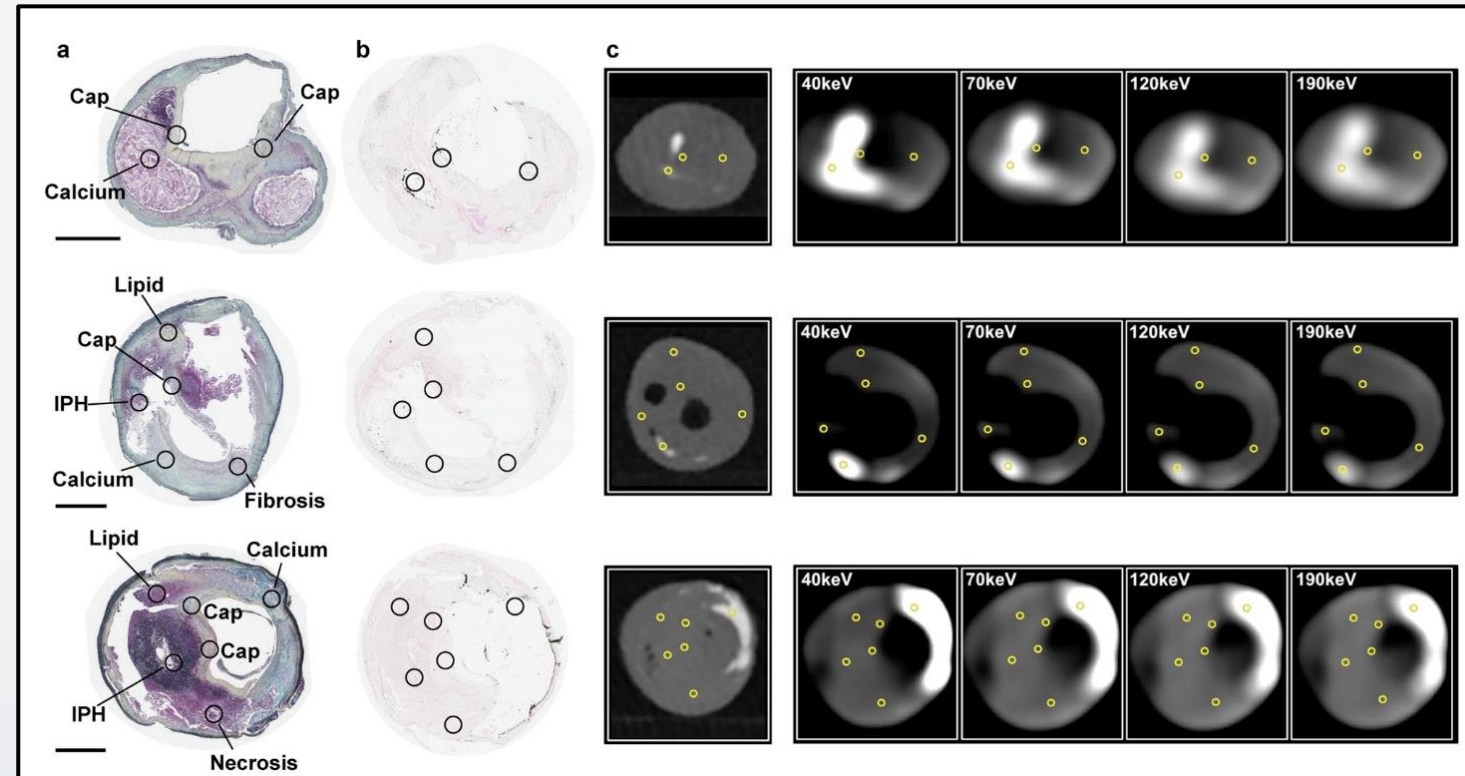 a
b
c
Cap
Cap
Calcium
40keV
70keV
120keV
190keV
Lipid
Cap
IPH
Calcium
Fibrosis
40keV
70keV
120keV
190keV
Lipid
Calcium
Cap
Cap
IPH
Necrosis
40keV
70keV
120keV
190keV